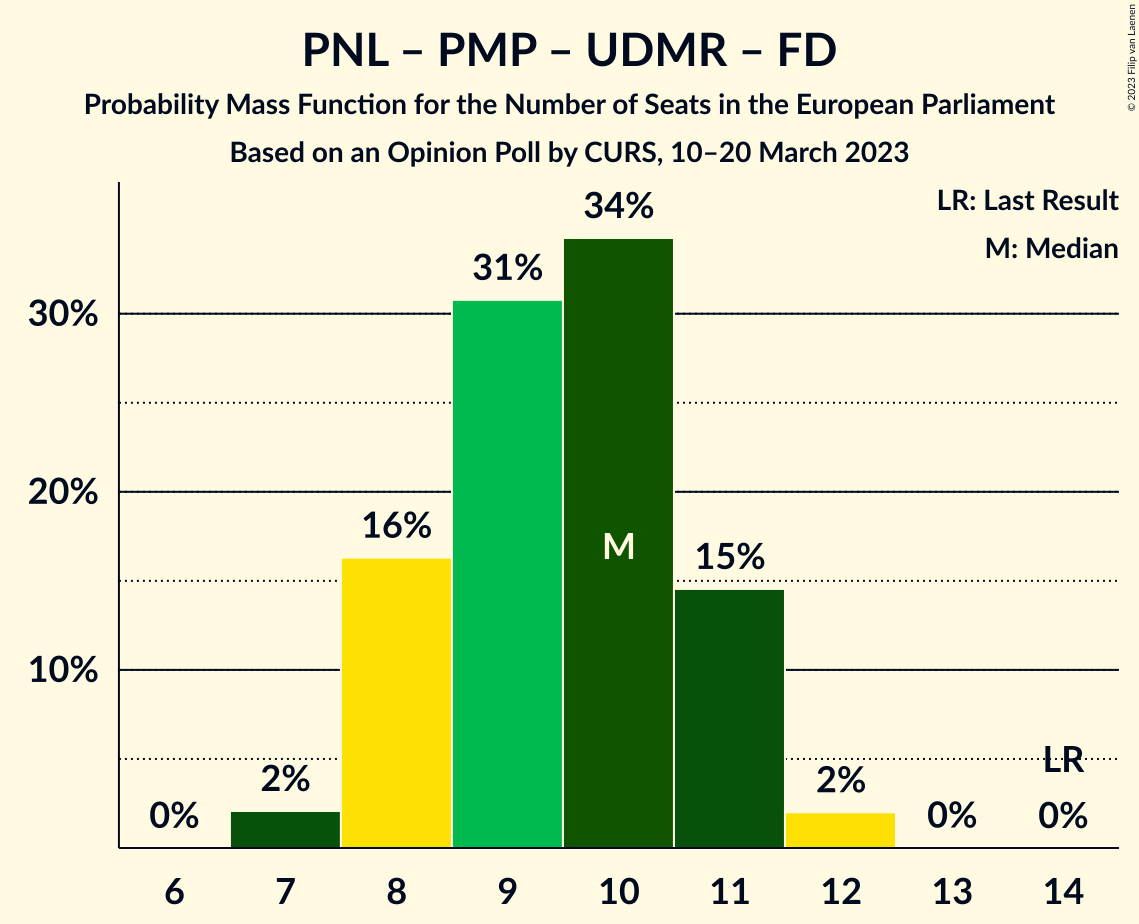 PNL – PMP – UDMR – FD
Probability Mass Function for the Number of Seats in the European Parliament
Based on an Opinion Poll by CURS, 10–20 March 2023
© 2023 Filip van Laenen
LR: Last Result
M: Median
30%
20%
10%
0%
2%
16%
31%
34%
M
15%
2%
0%
LR
0%
6
7
8
9
10
11
12
13
14